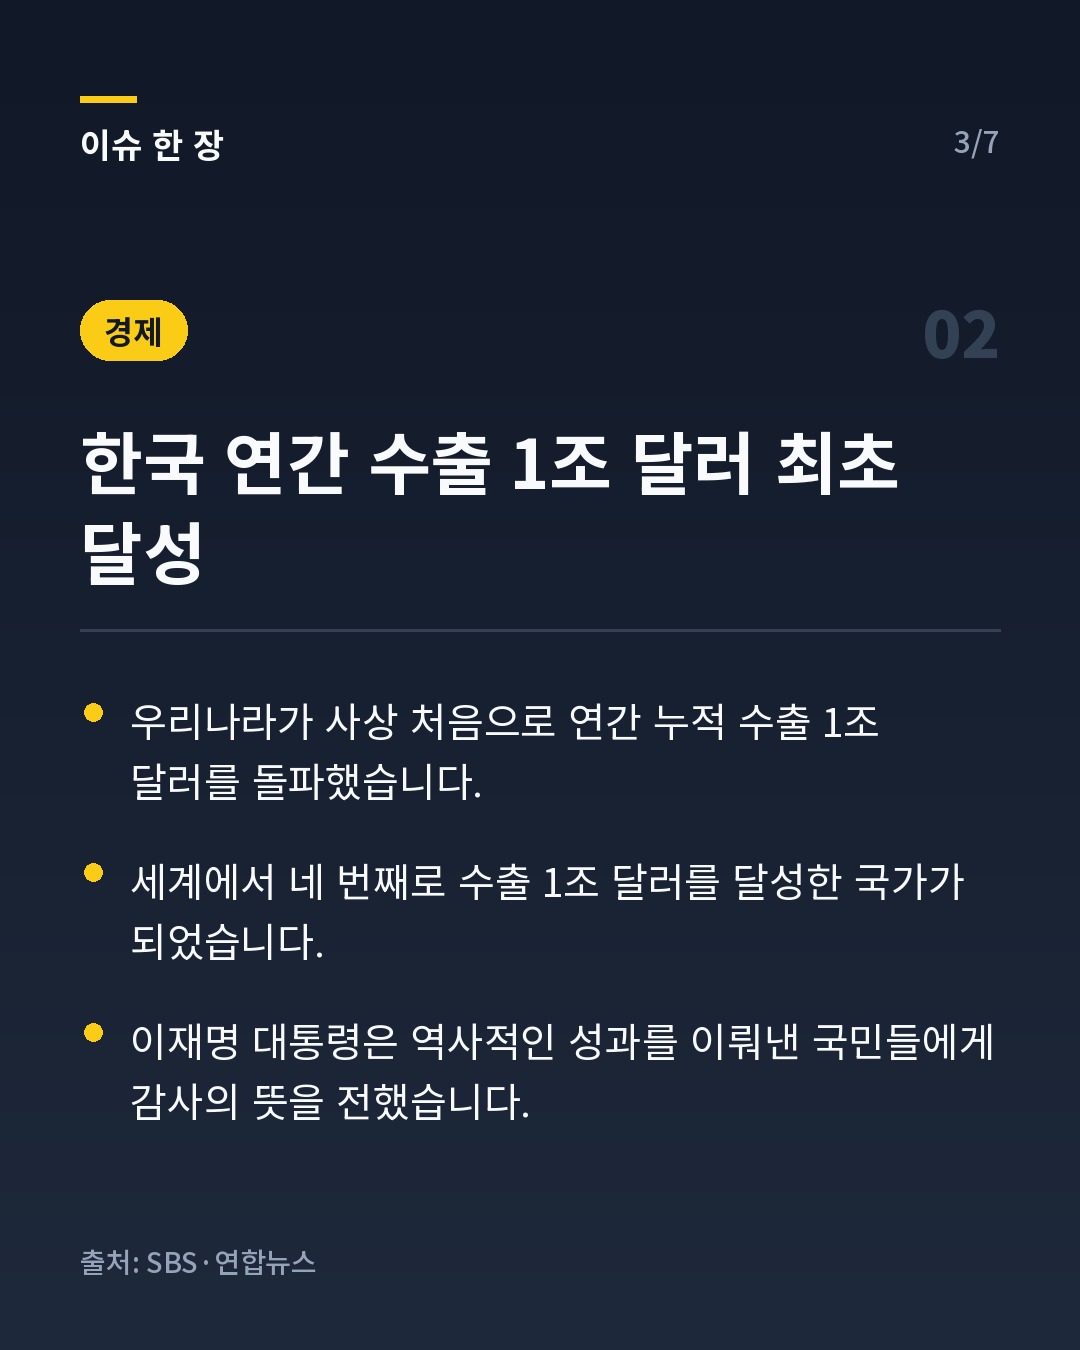 이슈 한 장
3/7
경제
02
한국 연간 수출 1조 달러 최초
달성
우리나라가 사상 처음으로 연간 누적 수출 1조
달러를 돌파했습니다.
세계에서 네 번째로 수출 1조 달러를 달성한 국가가
되었습니다.
이재명 대통령은 역사적인 성과를 이뤄낸 국민들에게
감사의 뜻을 전했습니다.
출처: SBS·연합뉴스